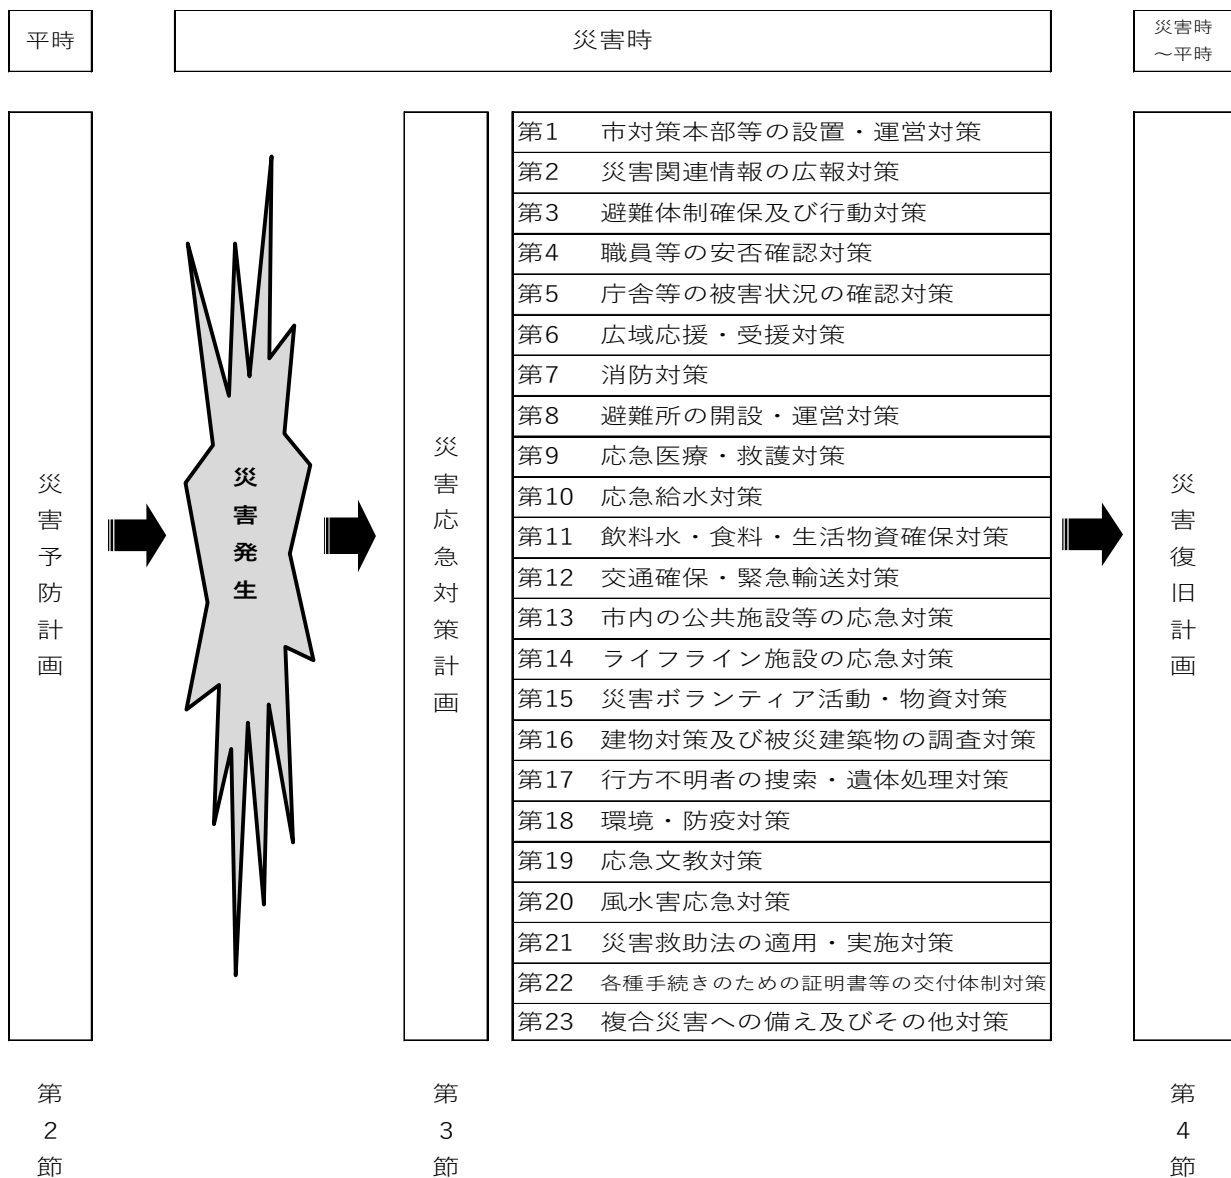 平時
災害時
災害時
～平時
災害予防計画
災害発生
災害応急対策計画
第1 市対策本部等の設置・運営対策
第2 災害関連情報の広報対策
第3 避難体制確保及び行動対策
第4 職員等の安否確認対策
第5 庁舎等の被害状況の確認対策
第6 広域応援・受援対策
第7 消防対策
第8 避難所の開設・運営対策
第9 応急医療・救護対策
第10 応急給水対策
第11 飲料水・食料・生活物資確保対策
第12 交通確保・緊急輸送対策
第13 市内の公共施設等の応急対策
第14 ライフライン施設の応急対策
第15 災害ボランティア活動・物資対策
第16 建物対策及び被災建築物の調査対策
第17 行方不明者の捜索・遺体処理対策
第18 環境・防疫対策
第19 応急文教対策
第20 風水害応急対策
第21 災害救助法の適用・実施対策
第22 各種手続きのための証明書等の交付体制対策
第23 複合災害への備え及びその他対策
災害復旧計画
第2節
第3節
第4節